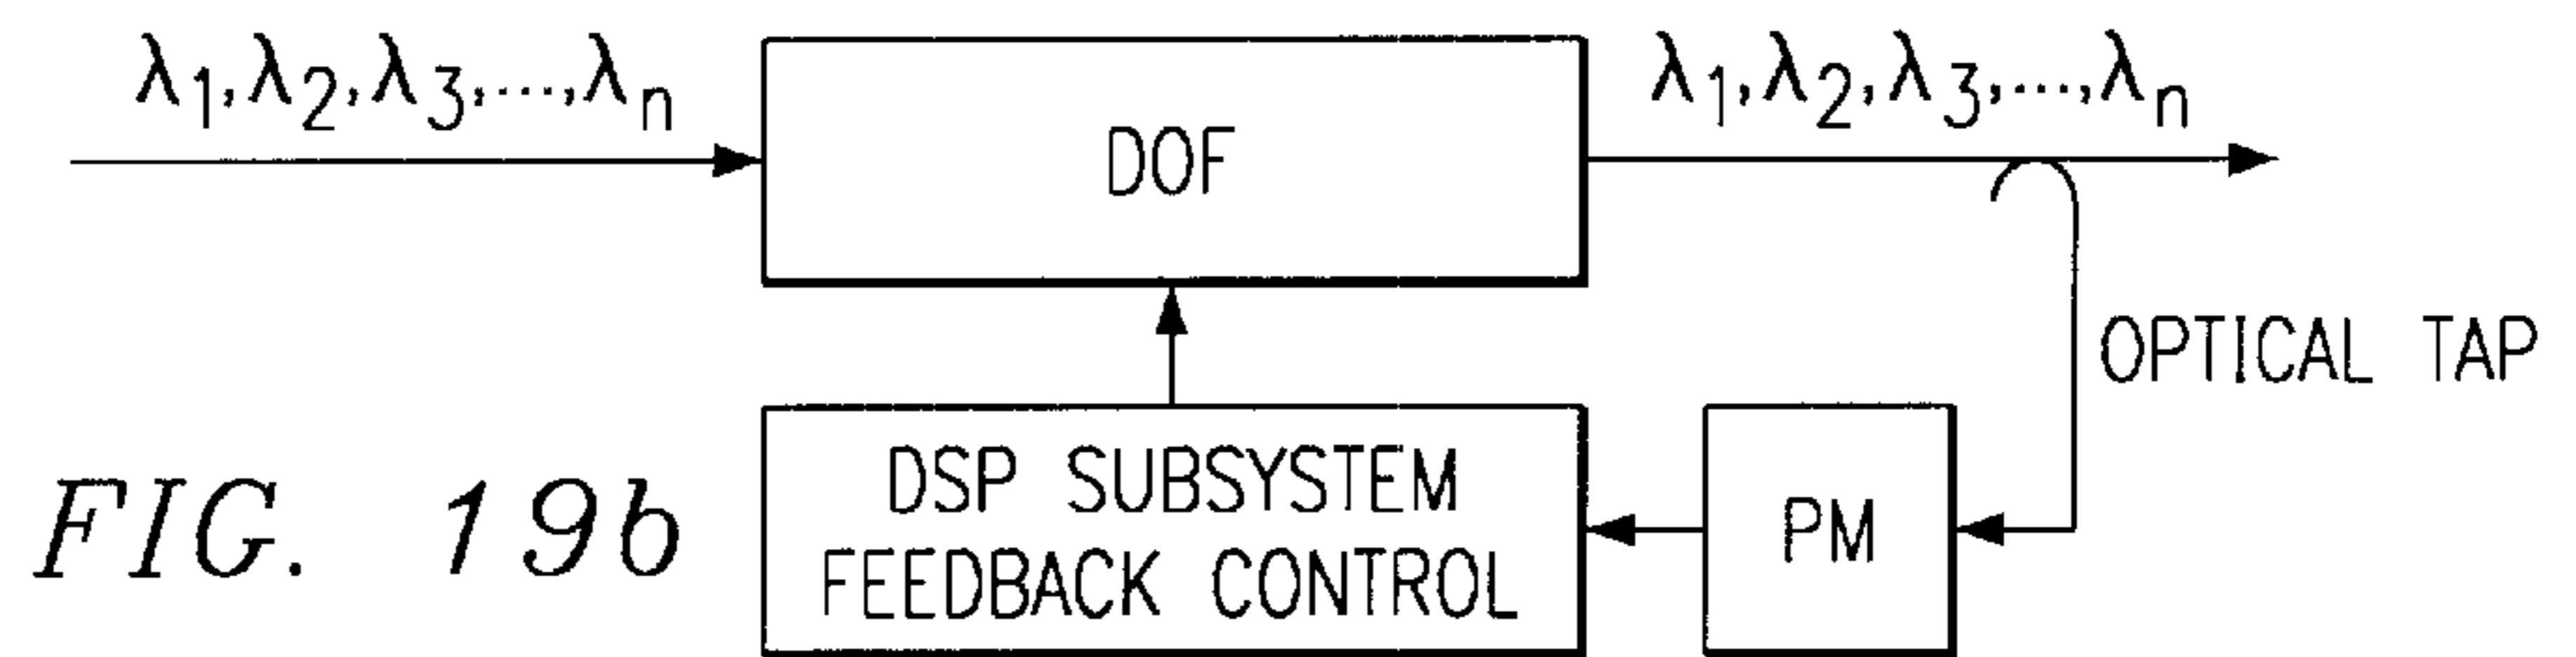 λ1,λ2,λ3,...,λn
λ1,λ2,λ3,...,λn
DOF
OPTICAL TAP
DSP SUBSYSTEM
FEEDBACK CONTROL
PM
FIG. 19b